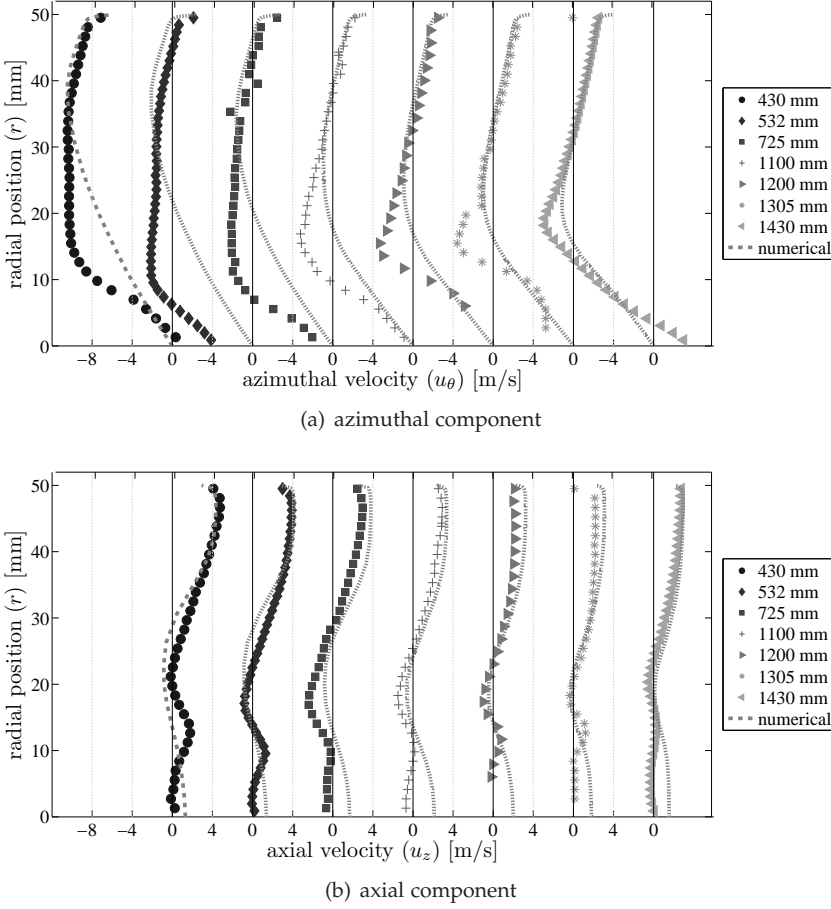 50
40
30
20
10
0
radial position (r) [mm]
−8 −4 0 −4 0 −4 0 −4 0 −4 0 −4 0 −4 0
azimuthal velocity (uθ) [m/s]
430 mm
532 mm
725 mm
1100 mm
1200 mm
1305 mm
1430 mm
numerical
(a) azimuthal component
50
40
30
20
10
0
radial position (r) [mm]
−8 −4 0 4 0 4 0 4 0 4 0 4 0 4 0
axial velocity (uz) [m/s]
430 mm
532 mm
725 mm
1100 mm
1200 mm
1305 mm
1430 mm
numerical
(b) axial component